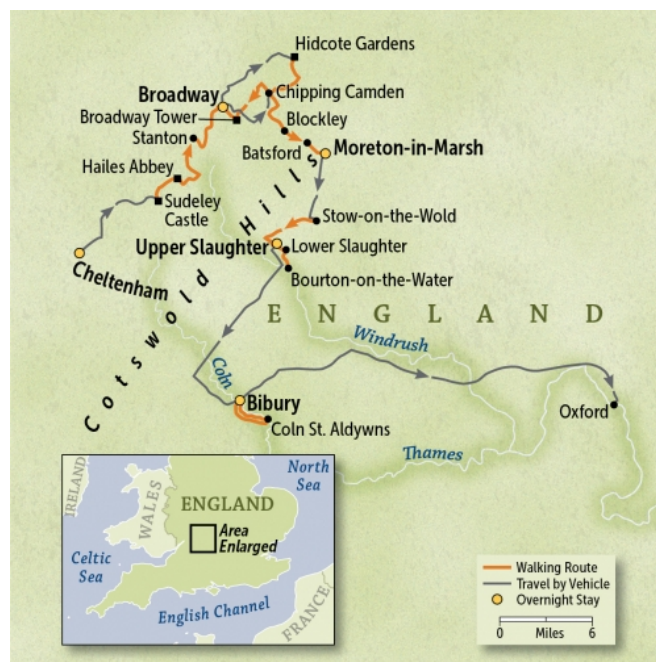 Hidcote Gardens
Broadway
Chipping Camden
Broadway Tower
Blockley
Stanton
Batsford
Moreton-in-Marsh
Hailes Abbey
Sudeley
Castle
Stow-on-the-Wold
Upper Slaughter
Lower Slaughter
Cheltenham
Bourton-on-the-Water
Cotswold Hills
ENGLAND
Windrush
Coln
Bibury
Oxford
Coln St. Aldywns
Thames
North
Sea
IRELAND
WALES
ENGLAND
Area
Enlarged
Celtic
Sea
English Channel
FRANCE
Walking Route
Travel by Vehicle
Overnight Stay
0 Miles 6